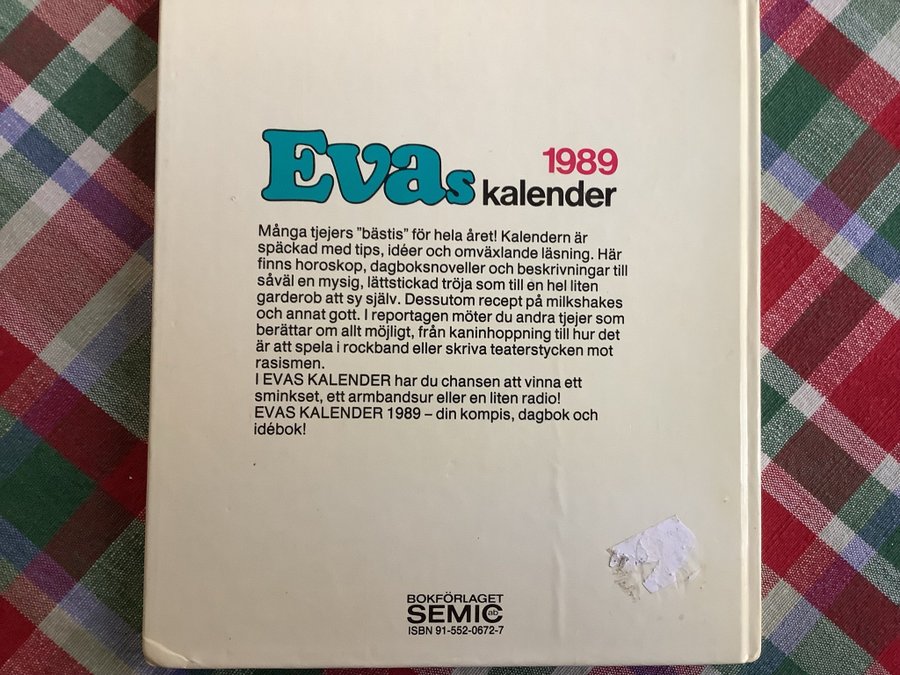 Evas 1989
kalender
Många tjejers "bästis" för hela året! Kalendern är
späckad med tips, idéer och omväxlande läsning. Här
finns horoskop, dagboksnoveller och beskrivningar till
såväl en mysig, lättstickad tröja som till en hel liten
garderob att sy själv. Dessutom recept på milkshakes
och annat gott. I reportagen möter du andra tjejer som
berättar om allt möjligt, från kaninhoppning till hur det
är att spela i rockband eller skriva teaterstycken mot
rasismen.
I EVAS KALENDER har du chansen att vinna ett
sminkset, ett armbandsur eller en liten radio!
EVAS KALENDER 1989 – din kompis, dagbok och
idébok!
BOKFÖRLAGET
SEMIC ab
ISBN 91-552-0672-7